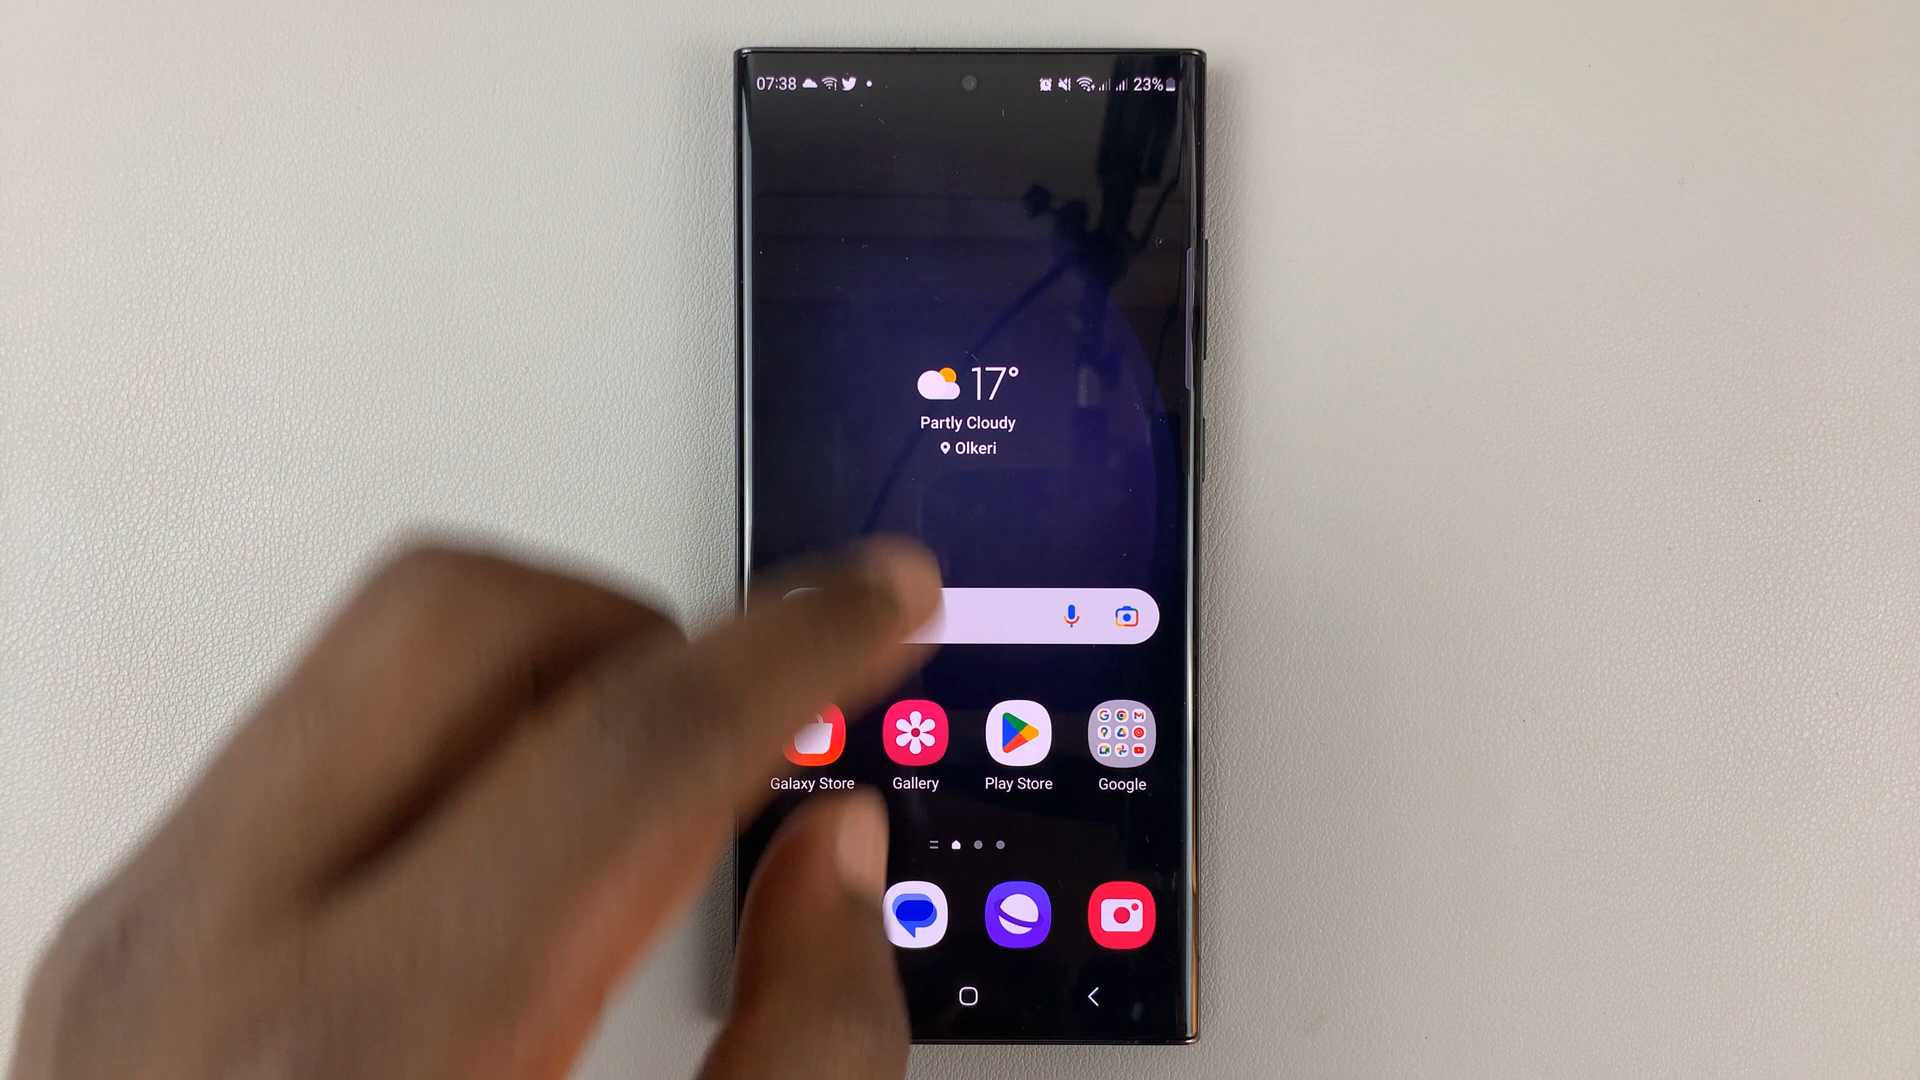 07:38
23%
17°
Partly Cloudy
Olkeri
Galaxy Store
Gallery
Play Store
Google